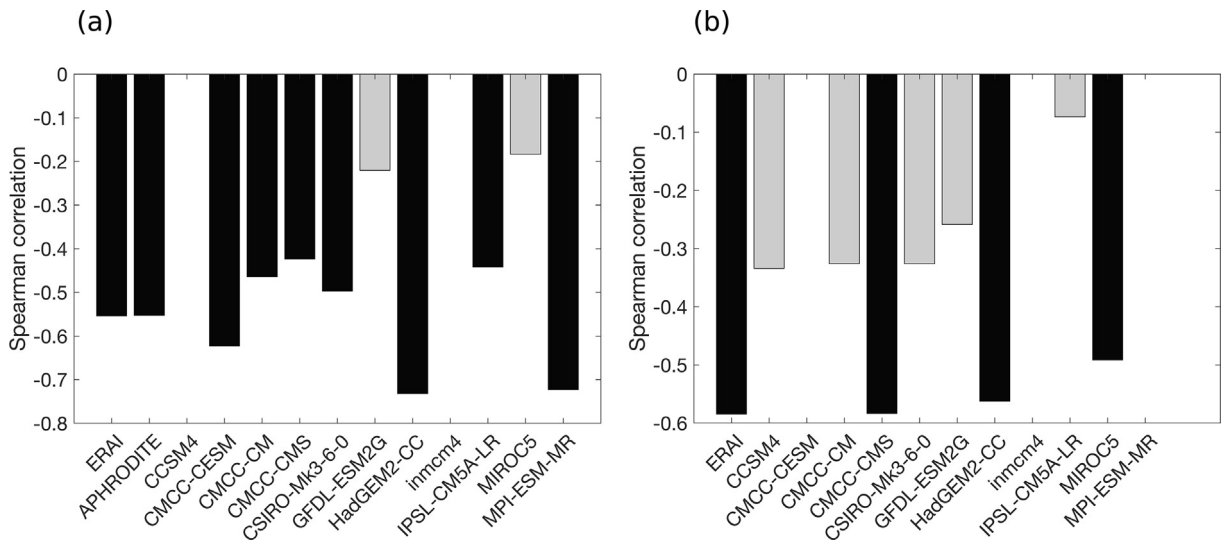 (a)
Spearman correlation
0
-0.1
-0.2
-0.3
-0.4
-0.5
-0.6
-0.7
-0.8
ERAI
APHRODITE
CCSM4
CMCC-CESM
CMCC-CM
CMCC-CMS
CSIRO-Mk3-6-0
GFDL-ESM2G
HadGEM2-CC
inmcm4
IPSL-CM5A-LR
MIROC5
MPI-ESM-MR
(b)
Spearman correlation
0
-0.1
-0.2
-0.3
-0.4
-0.5
-0.6
ERAI
CCSM4
CMCC-CESM
CMCC-CM
CMCC-CMS
CSIRO-Mk3-6-0
GFDL-ESM2G
HadGEM2-CC
inmcm4
IPSL-CM5A-LR
MIROC5
MPI-ESM-MR